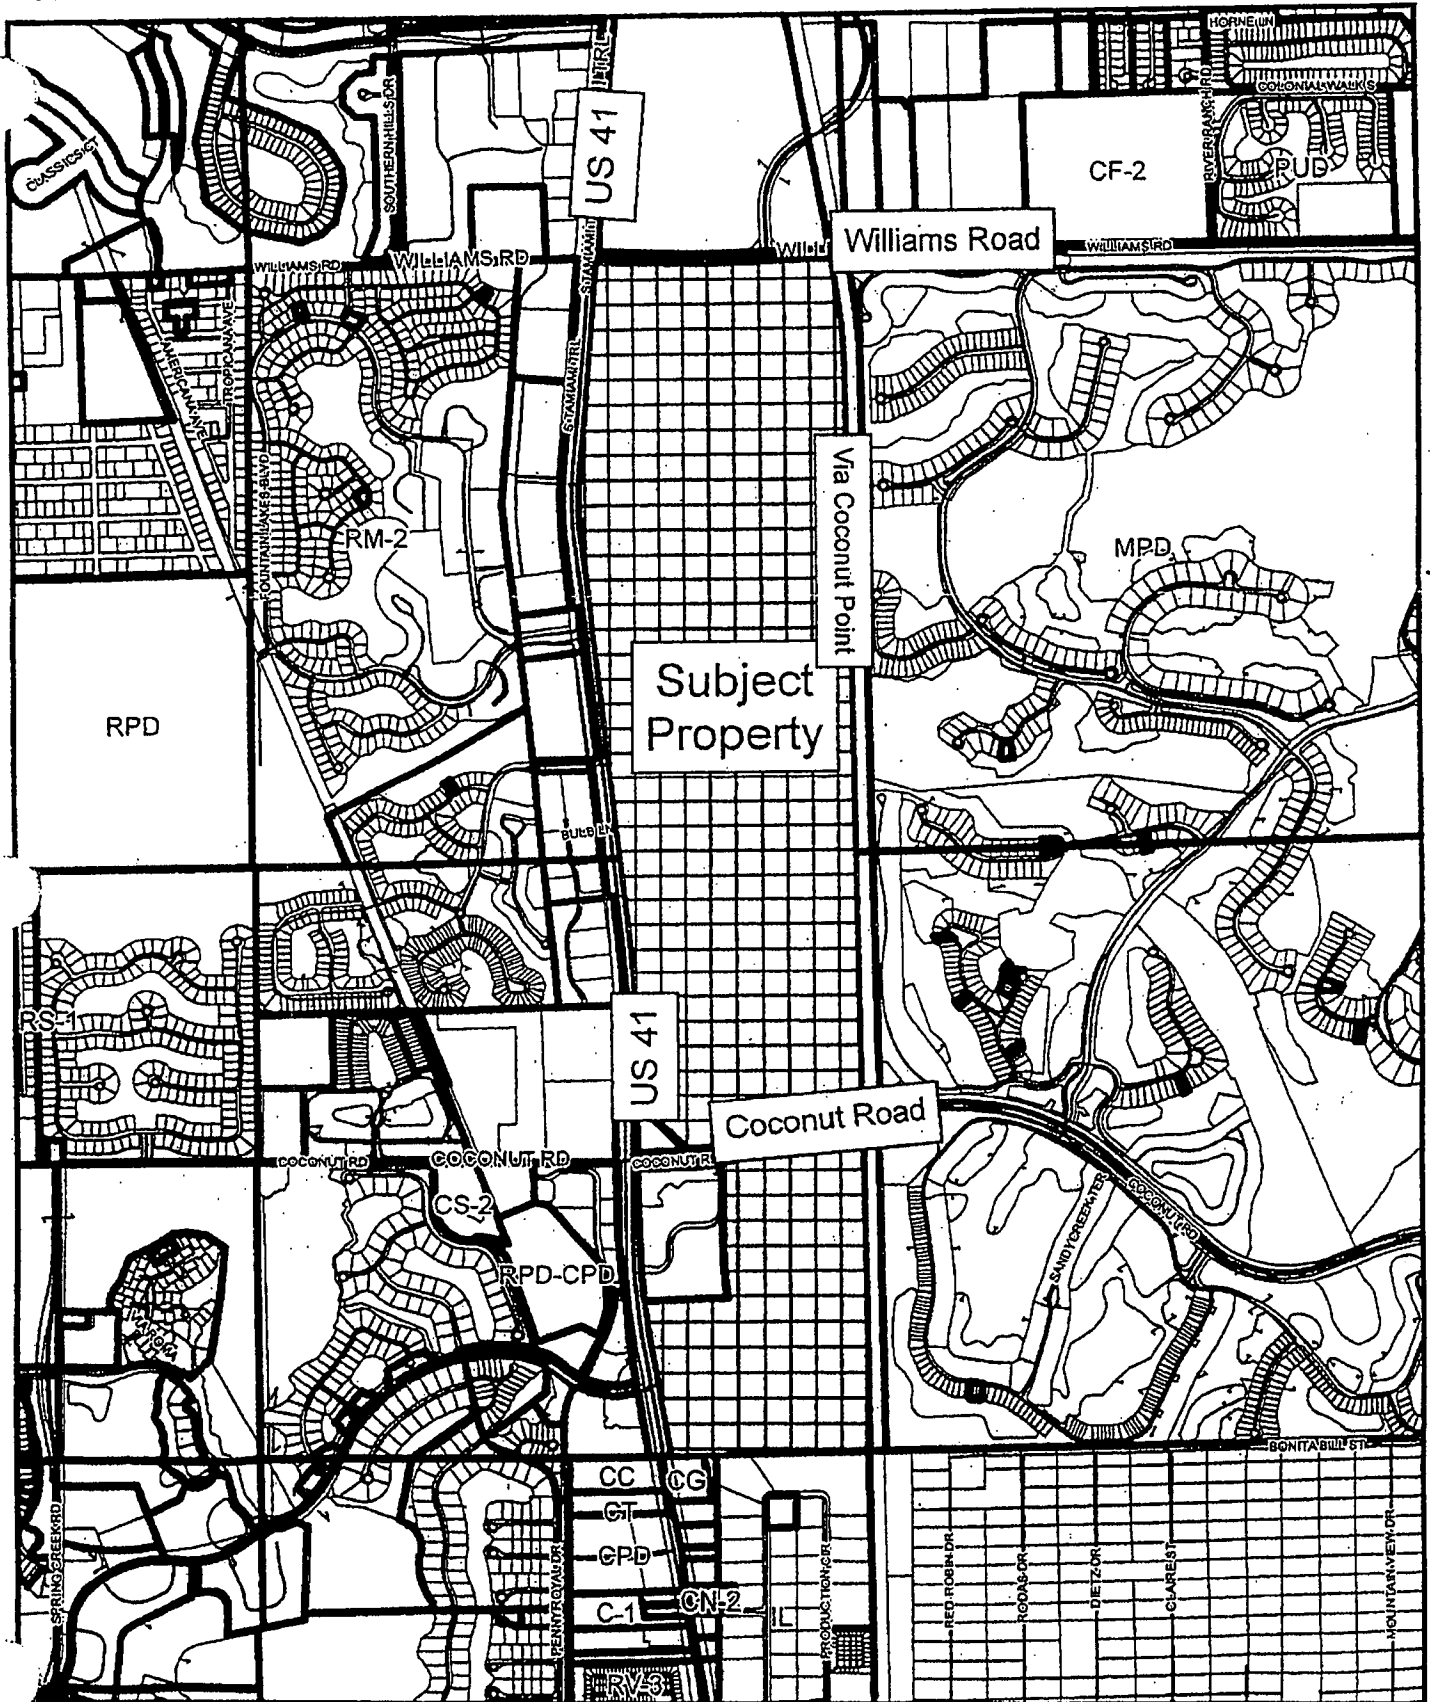 HORNE LN
COLONIAL WALK S
RIVER RANCH RD
PUD
CF-2
SOUTHERN HILLS DR
CLASSICS CT
US 41
Williams Road
WILLIAMS RD
WILLIAMS RD
WILLIAMS RD
S TAMIAMI TRL
AMERICANA AVE
TROPICANA AVE
FOUNTAIN LAKES BLVD
RM-2
Via Coconut Point
MPD
Subject
Property
RPD
RS-1
US 41
Coconut Road
COCONUT RD
COCONUT RD
COCONUT R
COCONUT RD
SANDY CREEK TER
CS-2
RPD-CPD
BONITA BILL ST
CC
CG
CT
CPD
C-1
CN-2
IL
RV-3
SPRING CREEK RD
PENNYROYAL DR
PRODUCTION CIR
RED ROBIN DR
RODAS DR
DIETZ DR
CLAIRE ST
MOUNTAIN VIEW DR